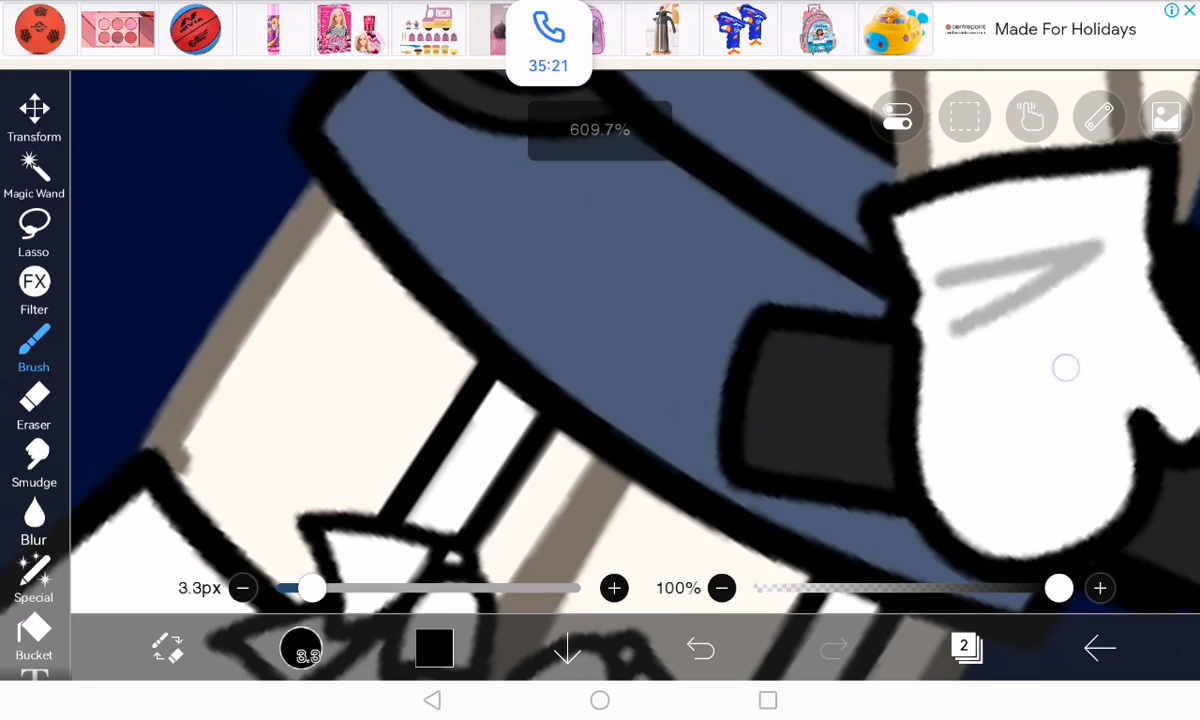 Made For Holidays
35:21
609.7%
Transform
Magic Wand
Lasso
FX
Filter
Brush
Eraser
Smudge
Blur
Special
Bucket
3.3px
100%
3.3
2